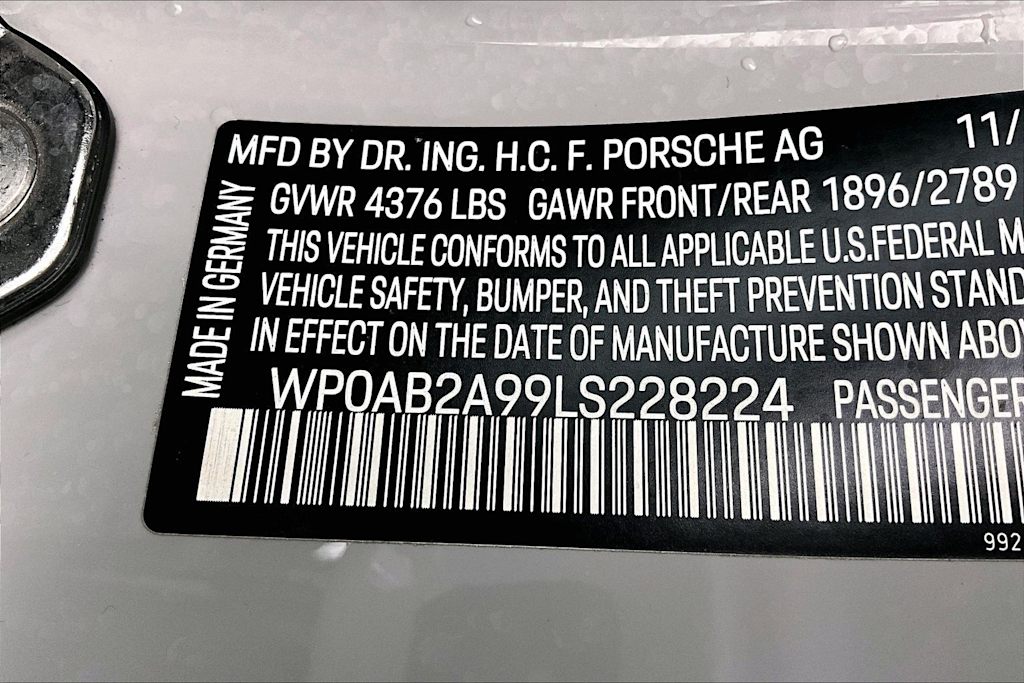 MFD BY DR. ING. H.C. F. PORSCHE AG 11/
GVWR 4376 LBS GAWR FRONT/REAR 1896/2789
THIS VEHICLE CONFORMS TO ALL APPLICABLE U.S.FEDERAL M
VEHICLE SAFETY, BUMPER, AND THEFT PREVENTION STAND
IN EFFECT ON THE DATE OF MANUFACTURE SHOWN ABO
WP0AB2A99LS228224 PASSENGER
992
MADE IN GERMANY